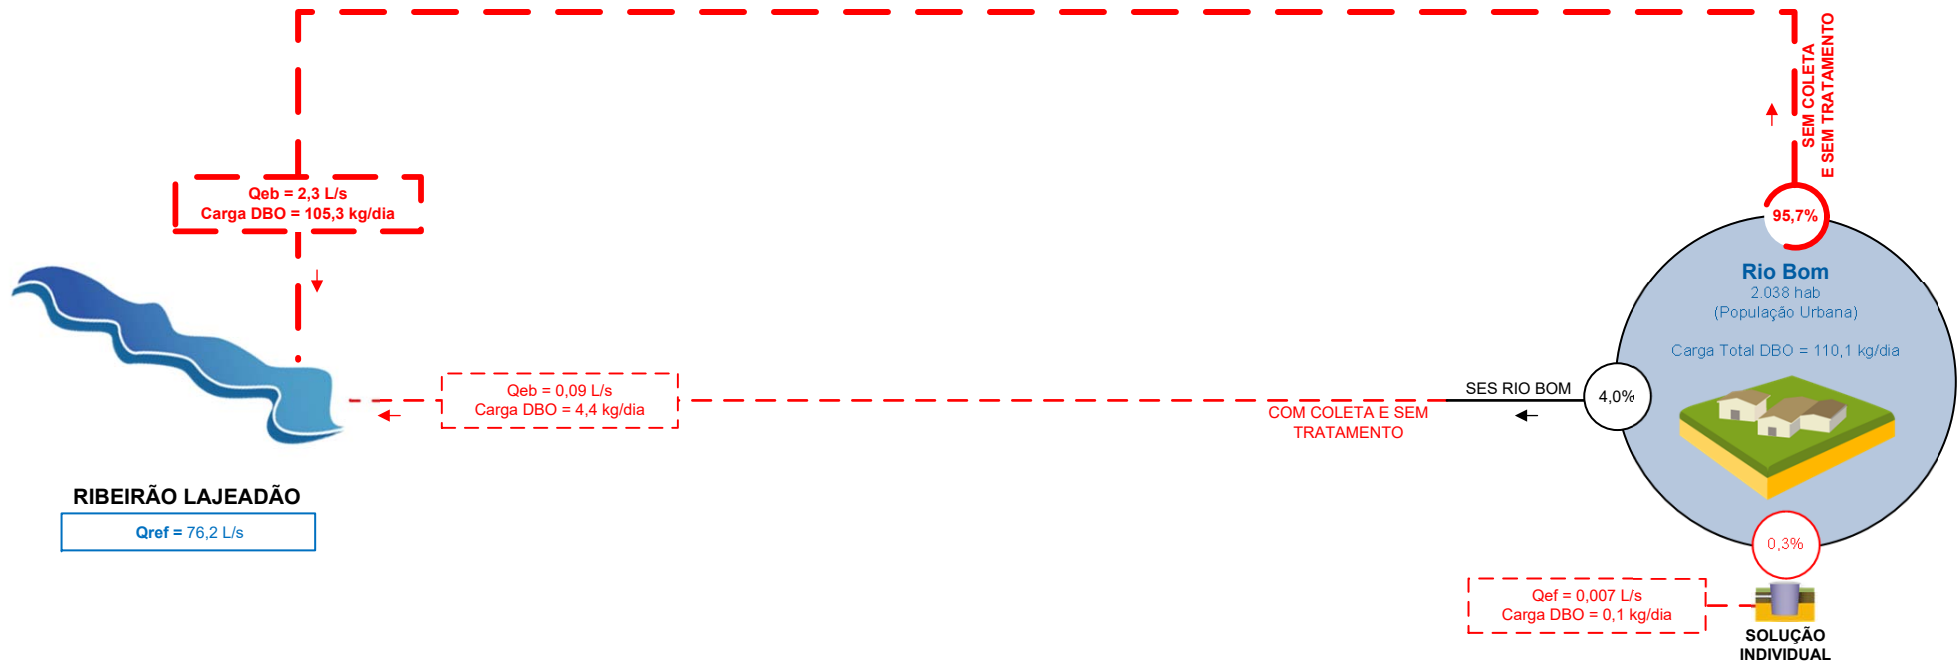 SEM COLETA
E SEM TRATAMENTO
Qeb = 2,3 L/s
Carga DBO = 105,3 kg/dia
95,7%
Rio Bom
2.038 hab
(População Urbana)
Carga Total DBO = 110,1 kg/dia
Qeb = 0,09 L/s
Carga DBO = 4,4 kg/dia
COM COLETA E SEM
TRATAMENTO
SES RIO BOM
4,0%
RIBEIRÃO LAJEADÃO
Qref = 76,2 L/s
0,3%
Qef = 0,007 L/s
Carga DBO = 0,1 kg/dia
SOLUÇÃO
INDIVIDUAL